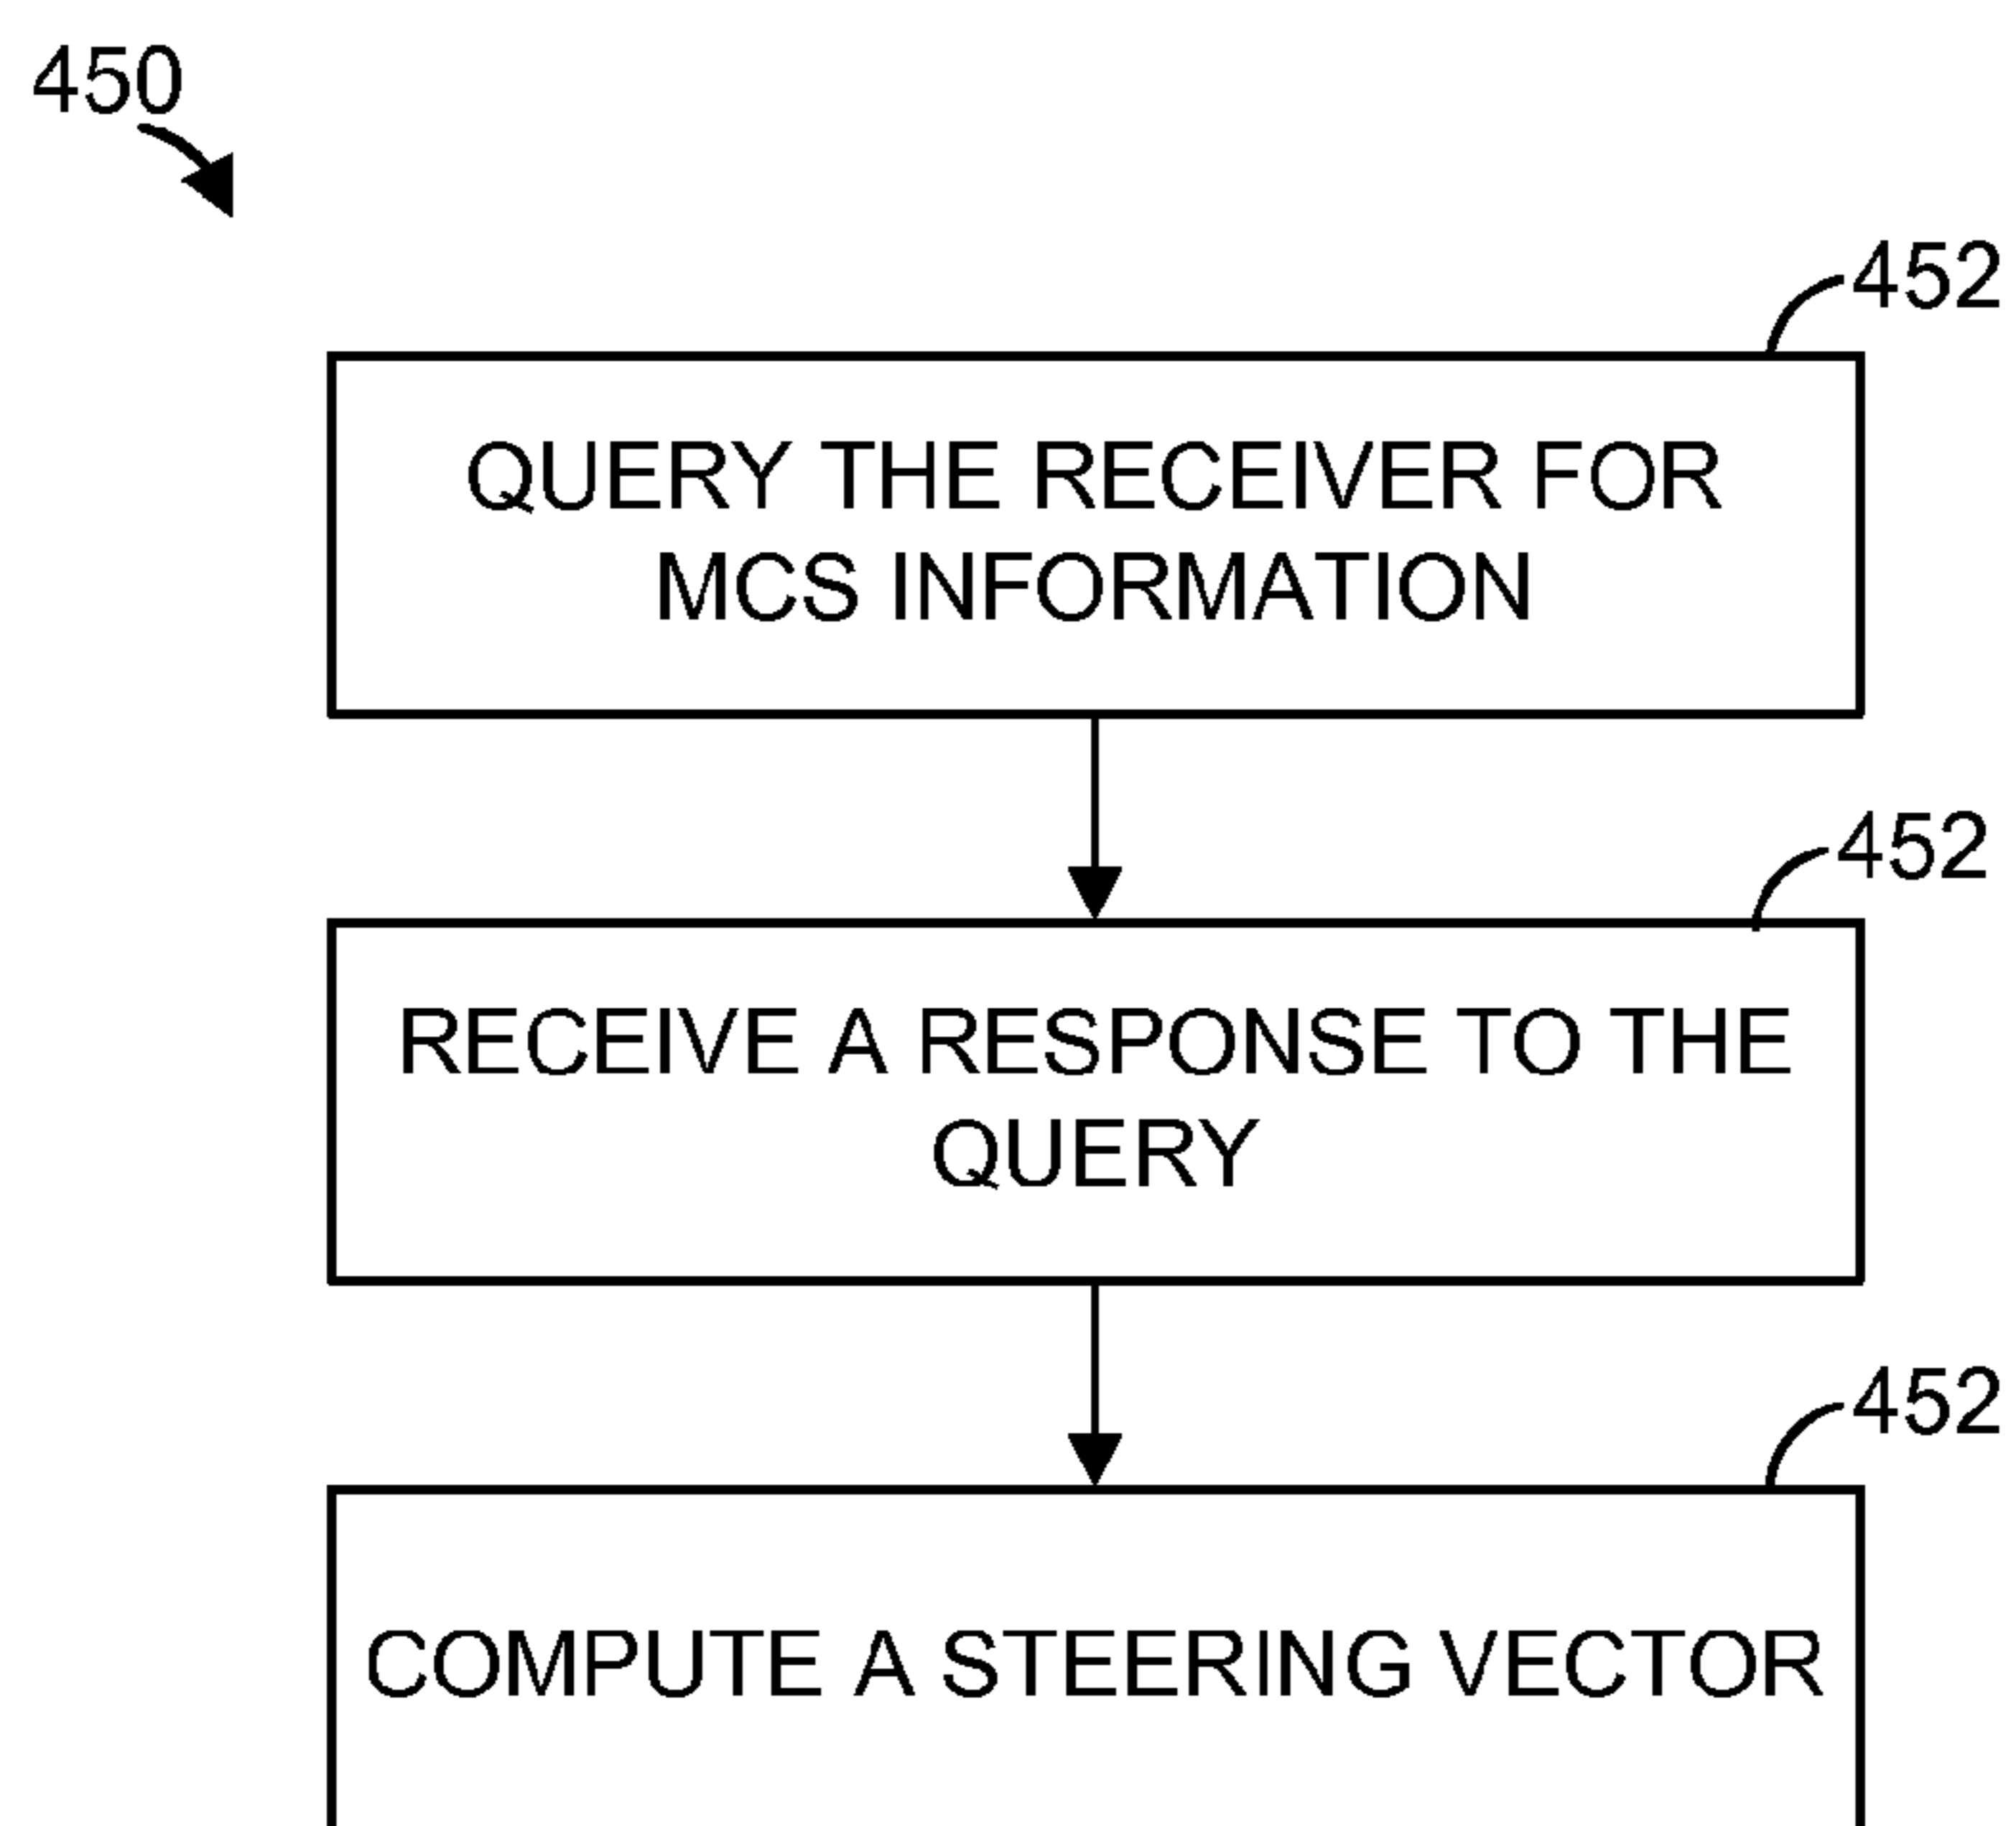 450
452
QUERY THE RECEIVER FOR
MCS INFORMATION
452
RECEIVE A RESPONSE TO THE
QUERY
452
COMPUTE A STEERING VECTOR